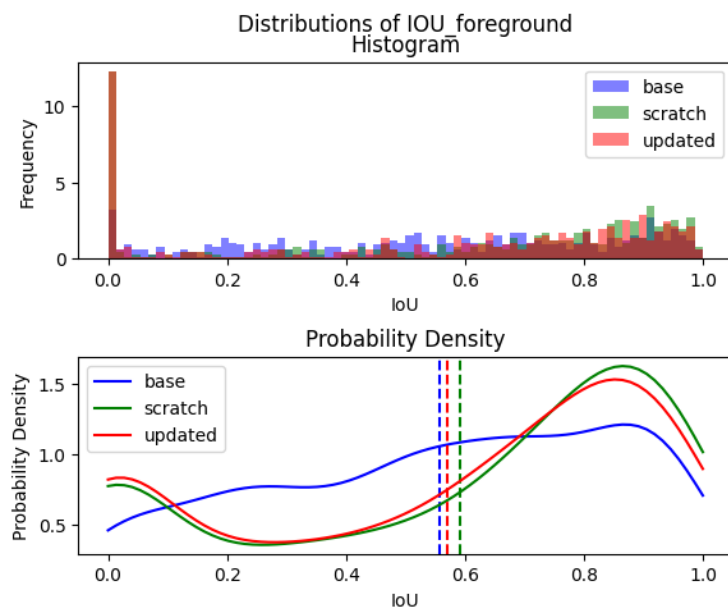 Distributions of IOU_foreground
Histogram
Frequency
10
5
0
base
scratch
updated
0.0 0.2 0.4 0.6 0.8 1.0
IoU
Probability Density
Probability Density
1.5
1.0
0.5
base
scratch
updated
0.0 0.2 0.4 0.6 0.8 1.0
IoU